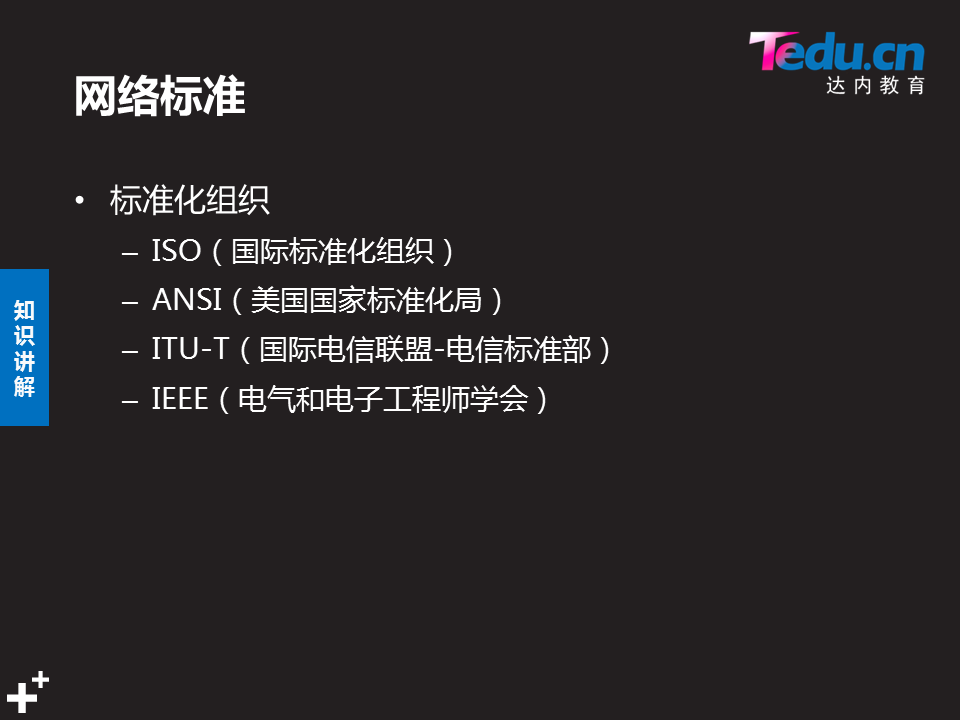 Tedu.cn
达内教育
网络标准
• 标准化组织
– ISO（国际标准化组织）
– ANSI（美国国家标准化局）
– ITU-T（国际电信联盟-电信标准部）
– IEEE（电气和电子工程师学会）
知识讲解